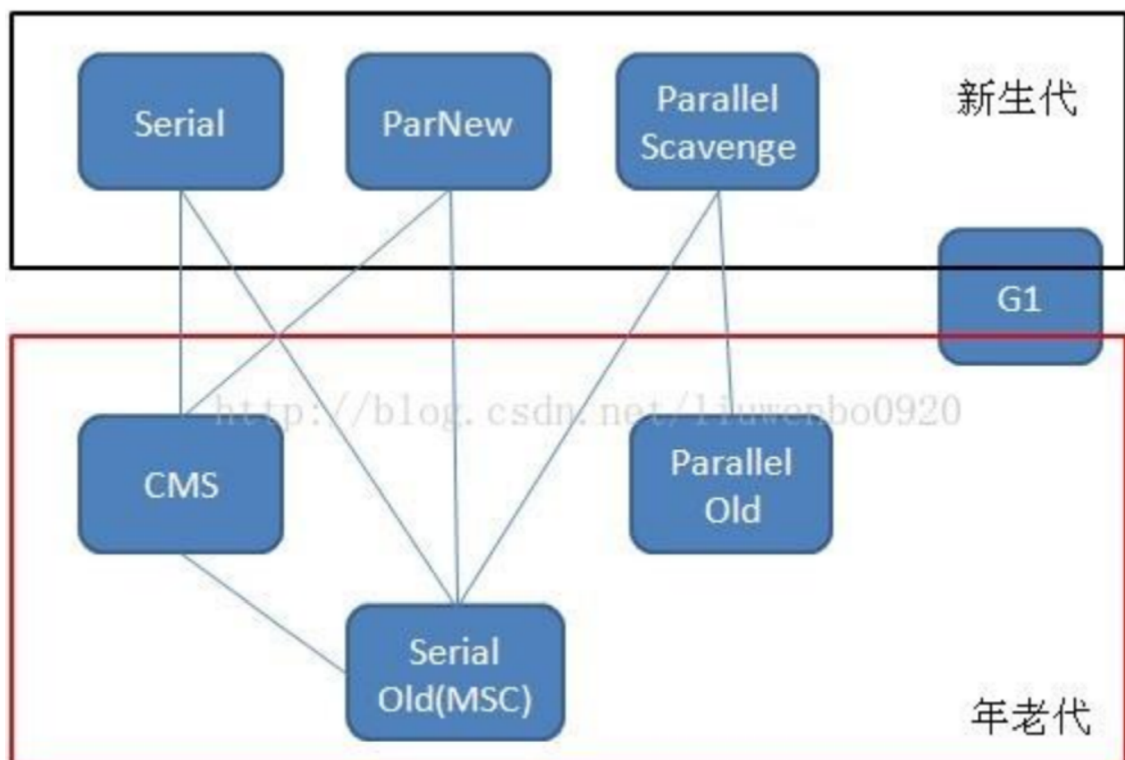 Serial
ParNew
Parallel
Scavenge
新生代
G1
http://blog.csdn.net/liuwenbo0920
CMS
Parallel
Old
Serial
Old(MSC)
年老代